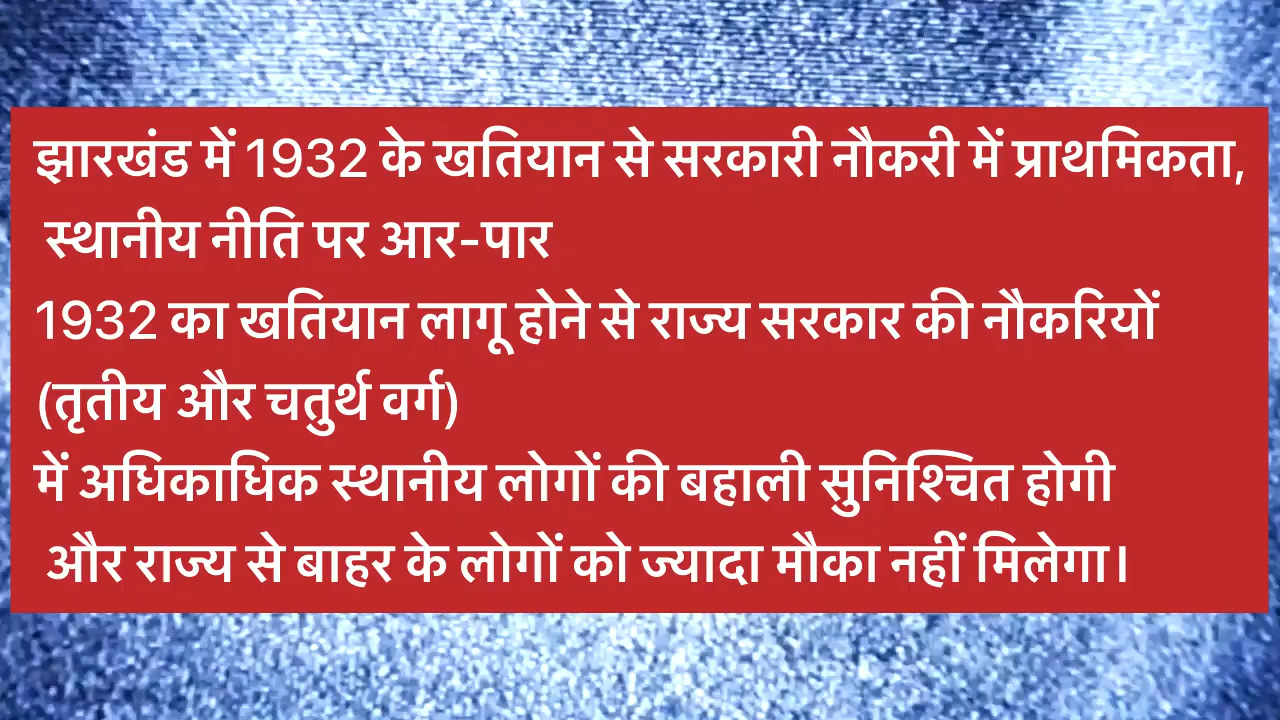 झारखंड में 1932 के खतियान से सरकारी नौकरी में प्राथमिकता,
स्थानीय नीति पर आर-पार
1932 का खतियान लागू होने से राज्य सरकार की नौकरियों
(तृतीय और चतुर्थ वर्ग)
में अधिकाधिक स्थानीय लोगों की बहाली सुनिश्चित होगी
और राज्य से बाहर के लोगों को ज्यादा मौका नहीं मिलेगा।